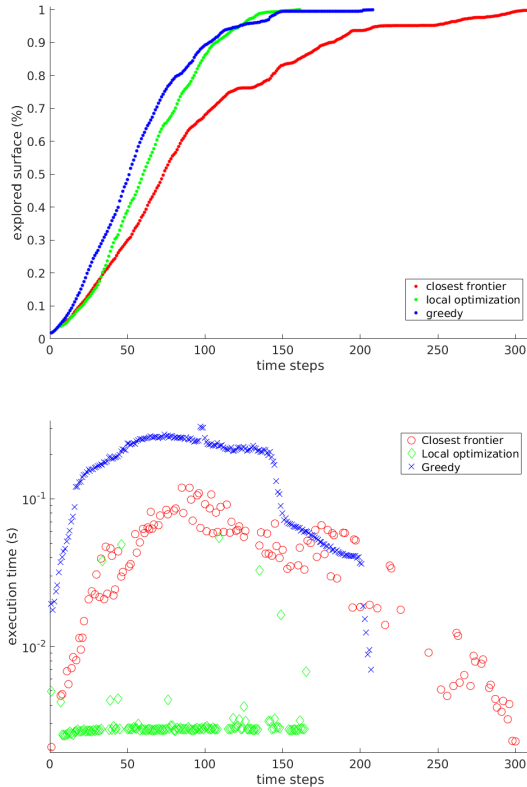 1
0.9
0.8
0.7
0.6
0.5
0.4
0.3
0.2
0.1
0
explored surface (%)
closest frontier
local optimization
greedy
0 50 100 150 200 250 300
time steps
10^-1
10^-2
execution time (s)
Closest frontier
Local optimization
Greedy
0 50 100 150 200 250 300
time steps